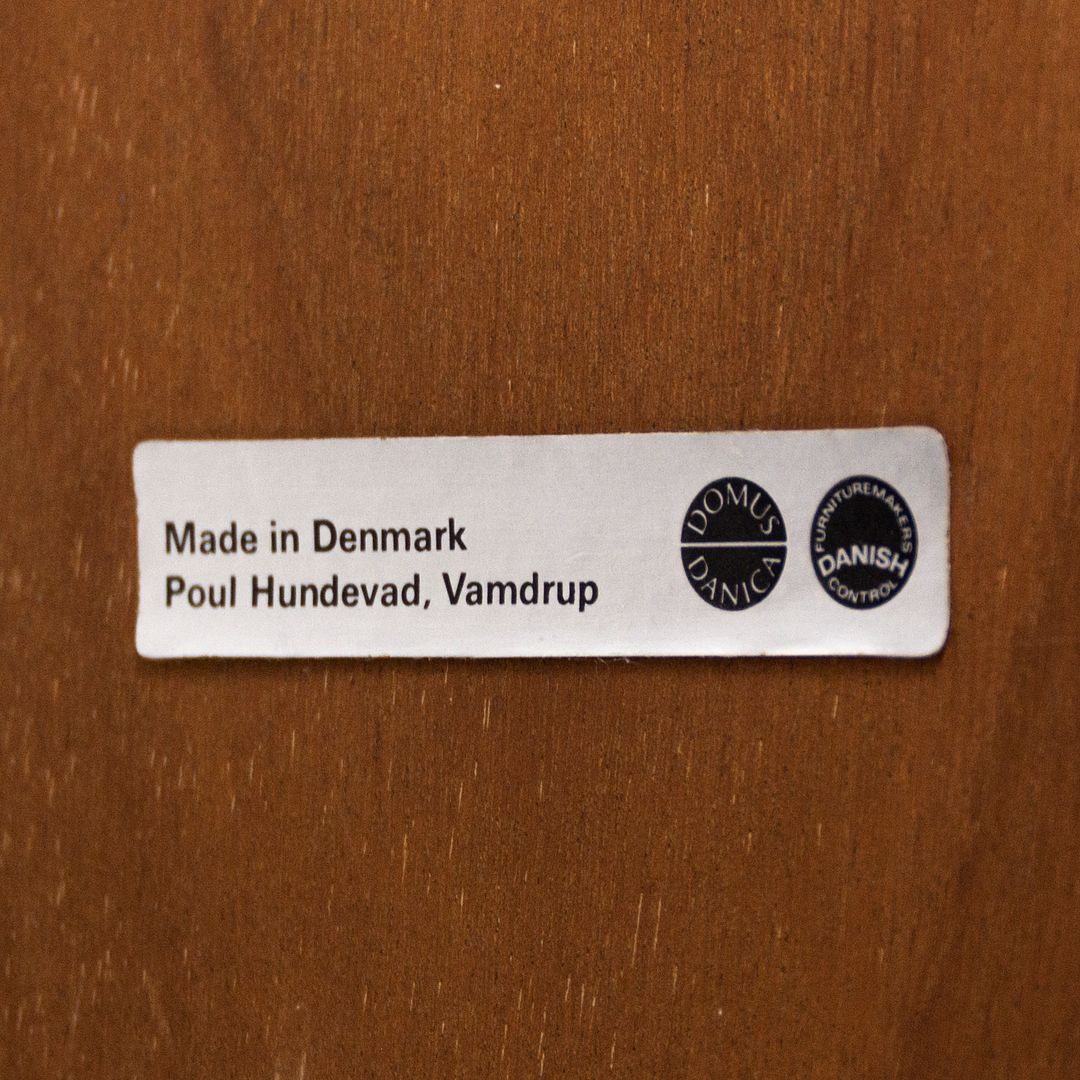 Made in Denmark
Poul Hundevad, Vamdrup
DOMUS
DANICA
FURNITUREMAKERS
DANISH
CONTROL